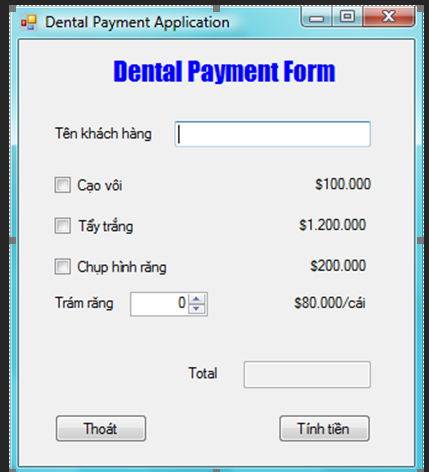 Dental Payment Application
Dental Payment Form
Tên khách hàng
Cạo vôi $100.000
Tẩy trắng $1.200.000
Chụp hình răng $200.000
Trám răng 0 $80.000/cái
Total
Thoát Tính tiền